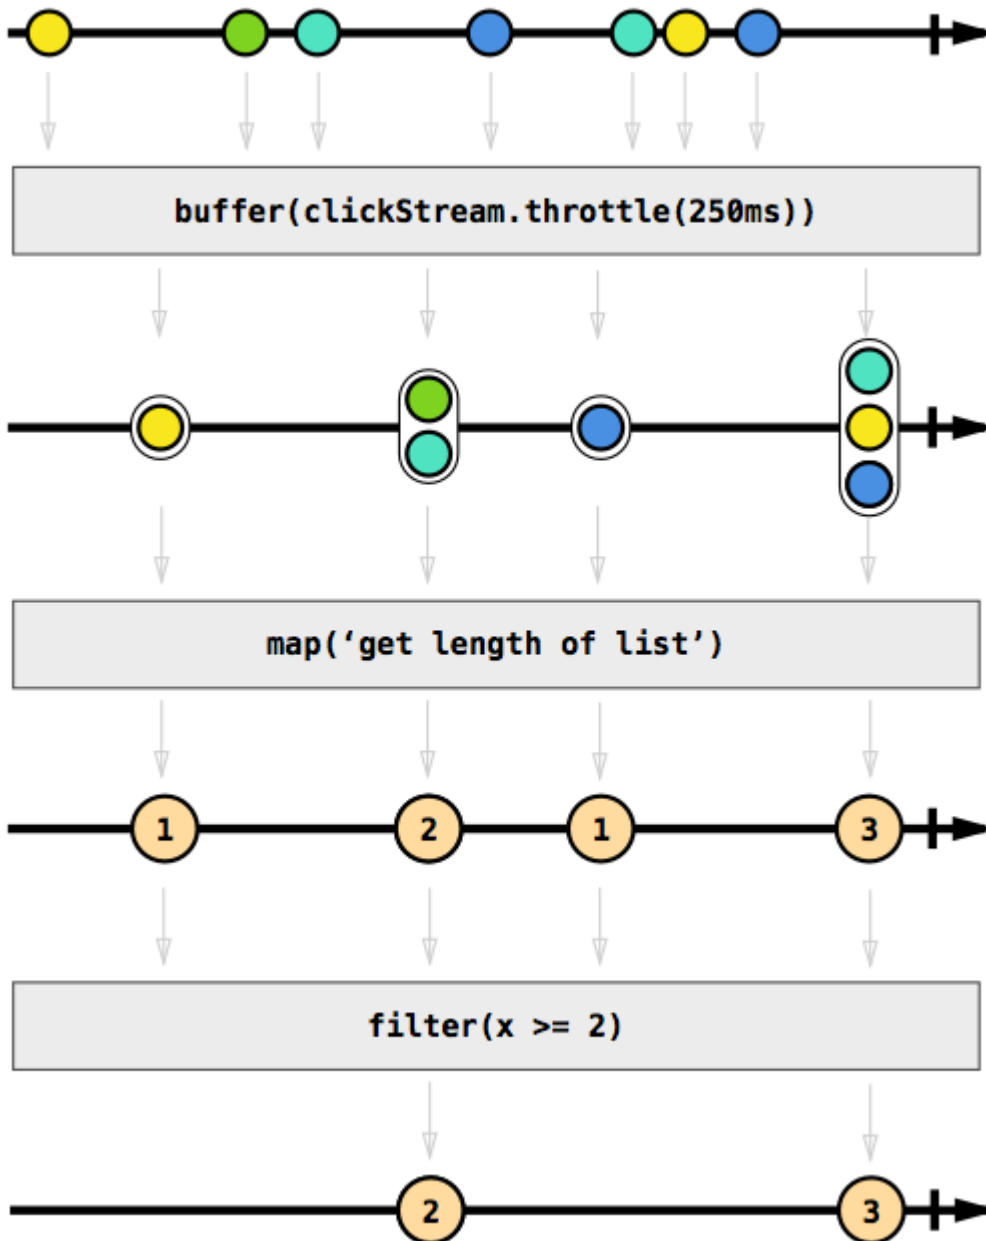 buffer(clickStream.throttle(250ms))
map(‘get length of list’)
1 2 1 3
filter(x >= 2)
2 3